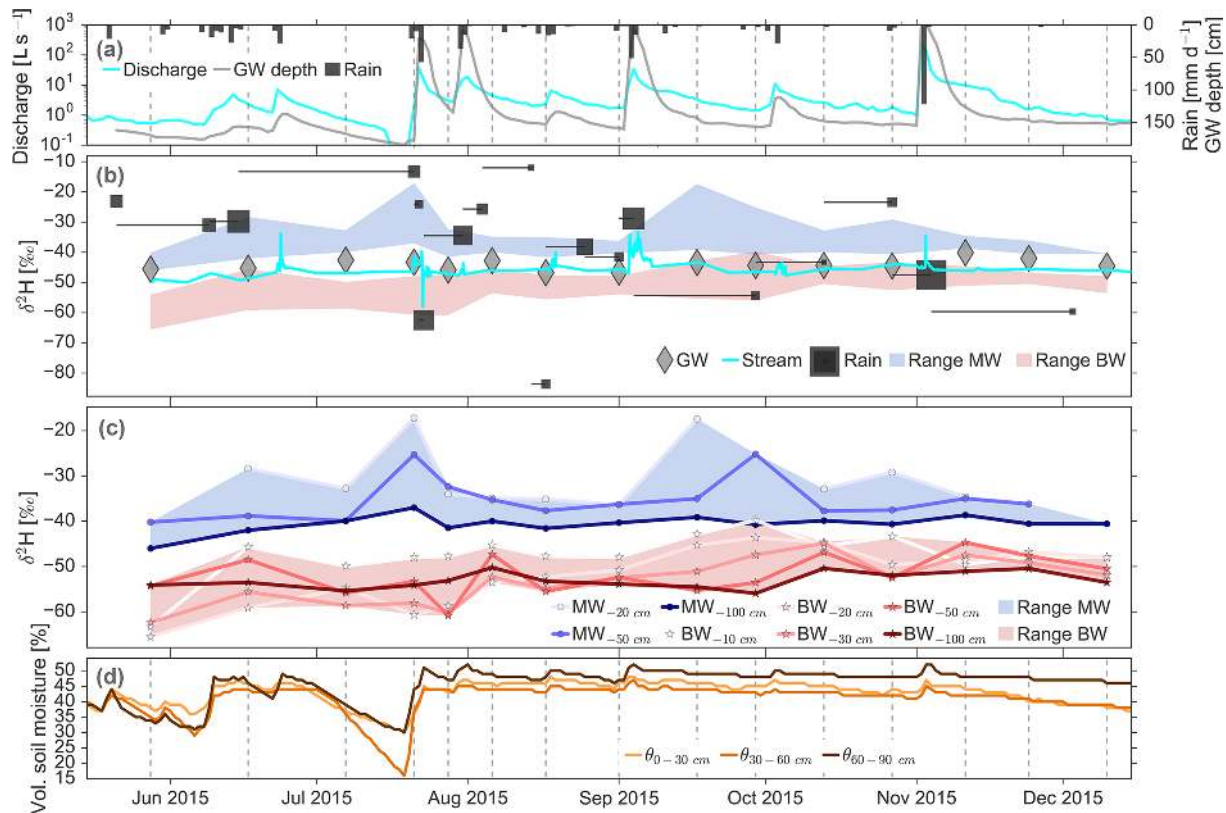 (a)
Discharge [L s⁻¹]
10³
10²
10¹
10⁰
10⁻¹
Discharge GW depth Rain
0
50
100
150
Rain [mm d⁻¹]
GW depth [cm]
(b)
δ²H [‰]
−10
−20
−30
−40
−50
−60
−70
−80
GW Stream Rain Range MW Range BW
(c)
δ²H [‰]
−20
−30
−40
−50
−60
MW₋₂₀ cm MW₋₁₀₀ cm BW₋₂₀ cm BW₋₅₀ cm Range MW
MW₋₅₀ cm BW₋₁₀ cm BW₋₃₀ cm BW₋₁₀₀ cm Range BW
(d)
Vol. soil moisture [%]
50
45
40
35
30
25
20
15
θ₀₋₃₀ cm θ₃₀₋₆₀ cm θ₆₀₋₉₀ cm
Jun 2015 Jul 2015 Aug 2015 Sep 2015 Oct 2015 Nov 2015 Dec 2015